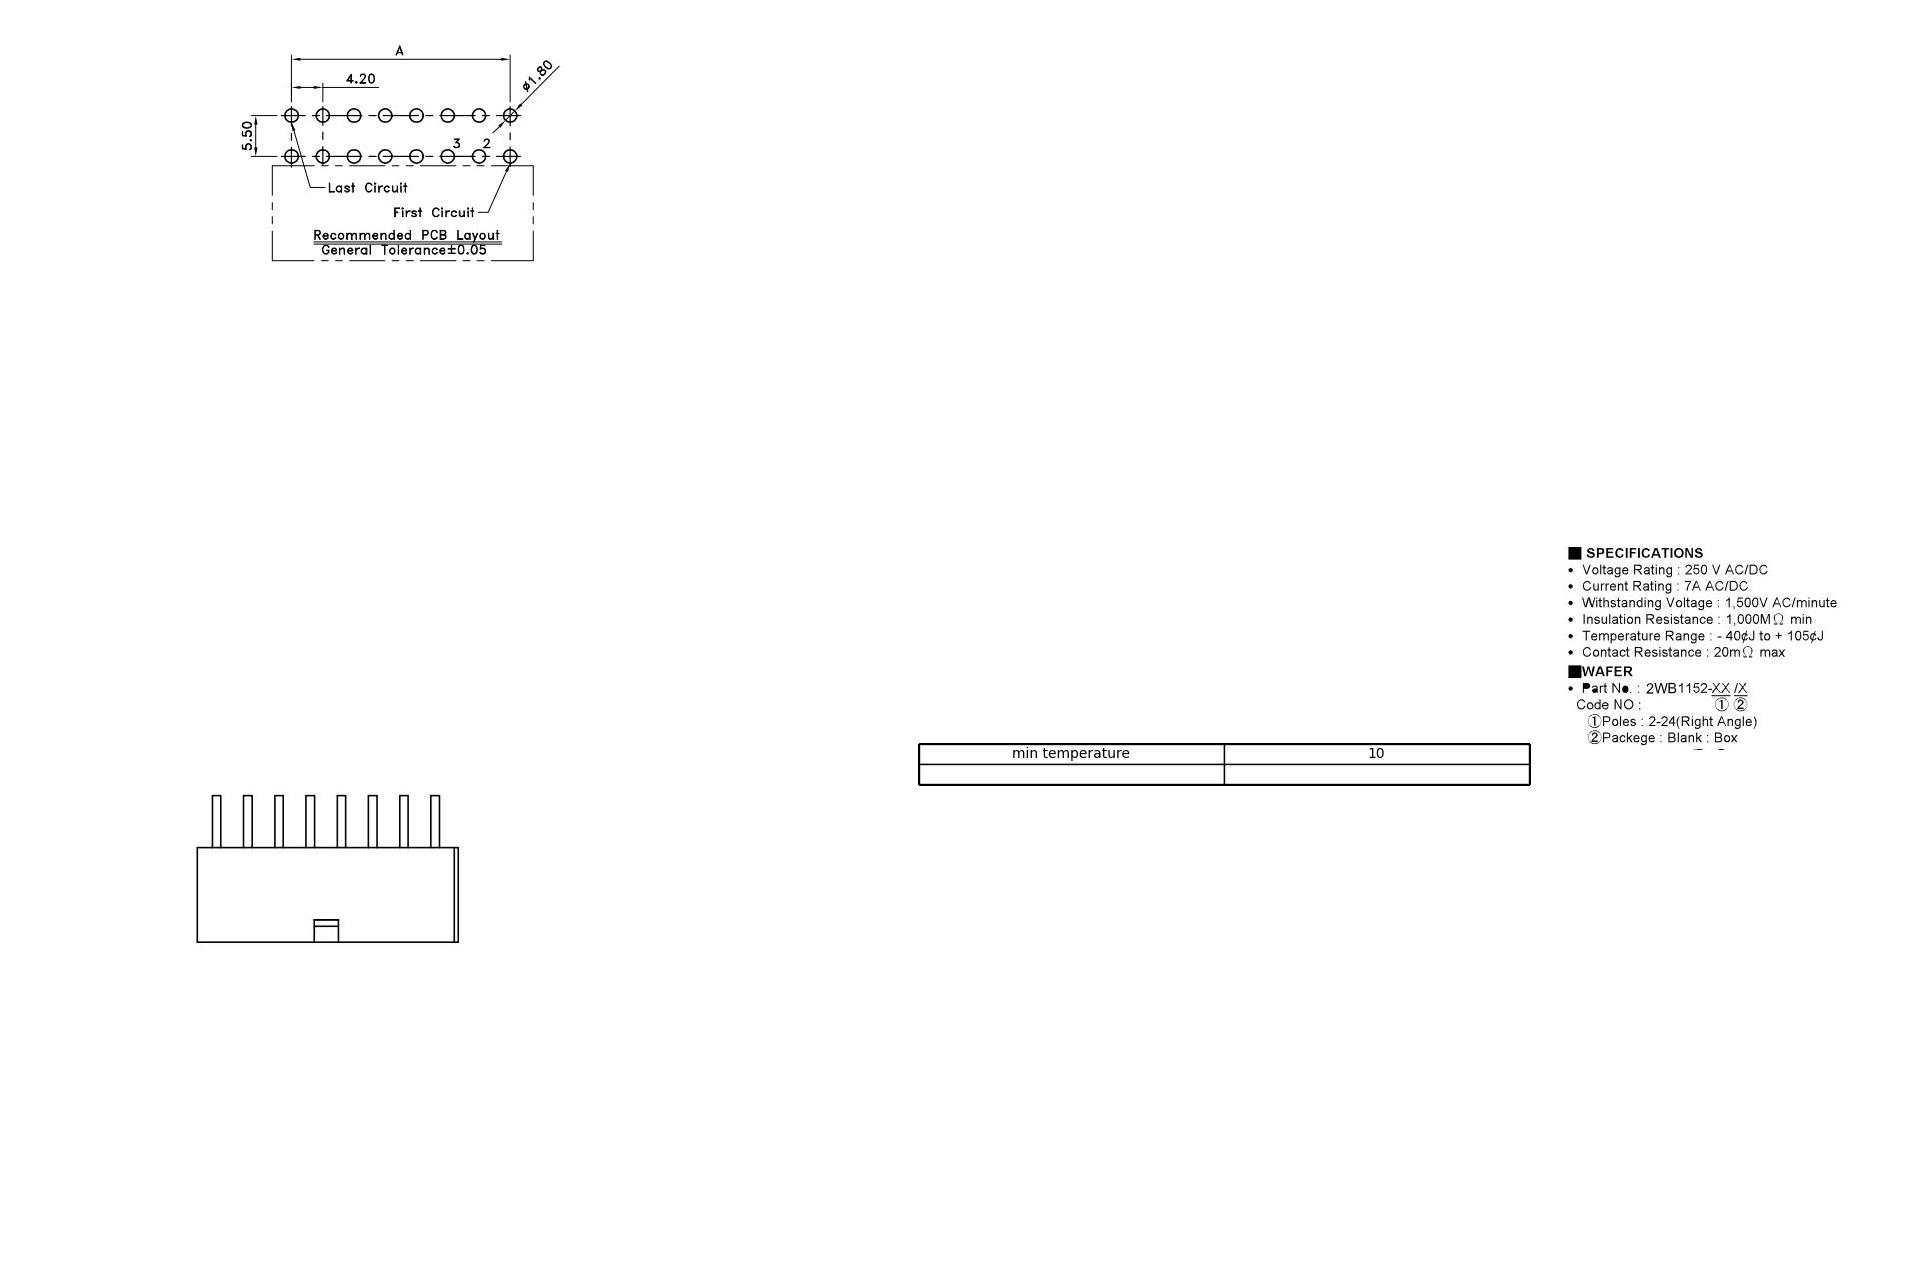 A
4.20
ø1.80
5.50
3 2
Last Circuit
First Circuit
Recommended PCB Layout
General Tolerance±0.05
■ SPECIFICATIONS
• Voltage Rating : 250 V AC/DC
• Current Rating : 7A AC/DC
• Withstanding Voltage : 1,500V AC/minute
• Insulation Resistance : 1,000MΩ min
• Temperature Range : - 40¢J to + 105¢J
• Contact Resistance : 20mΩ max
■WAFER
• Part No. : 2WB1152-XX /X
Code NO : ① ②
①Poles : 2-24(Right Angle)
②Packege : Blank : Box
min temperature 10